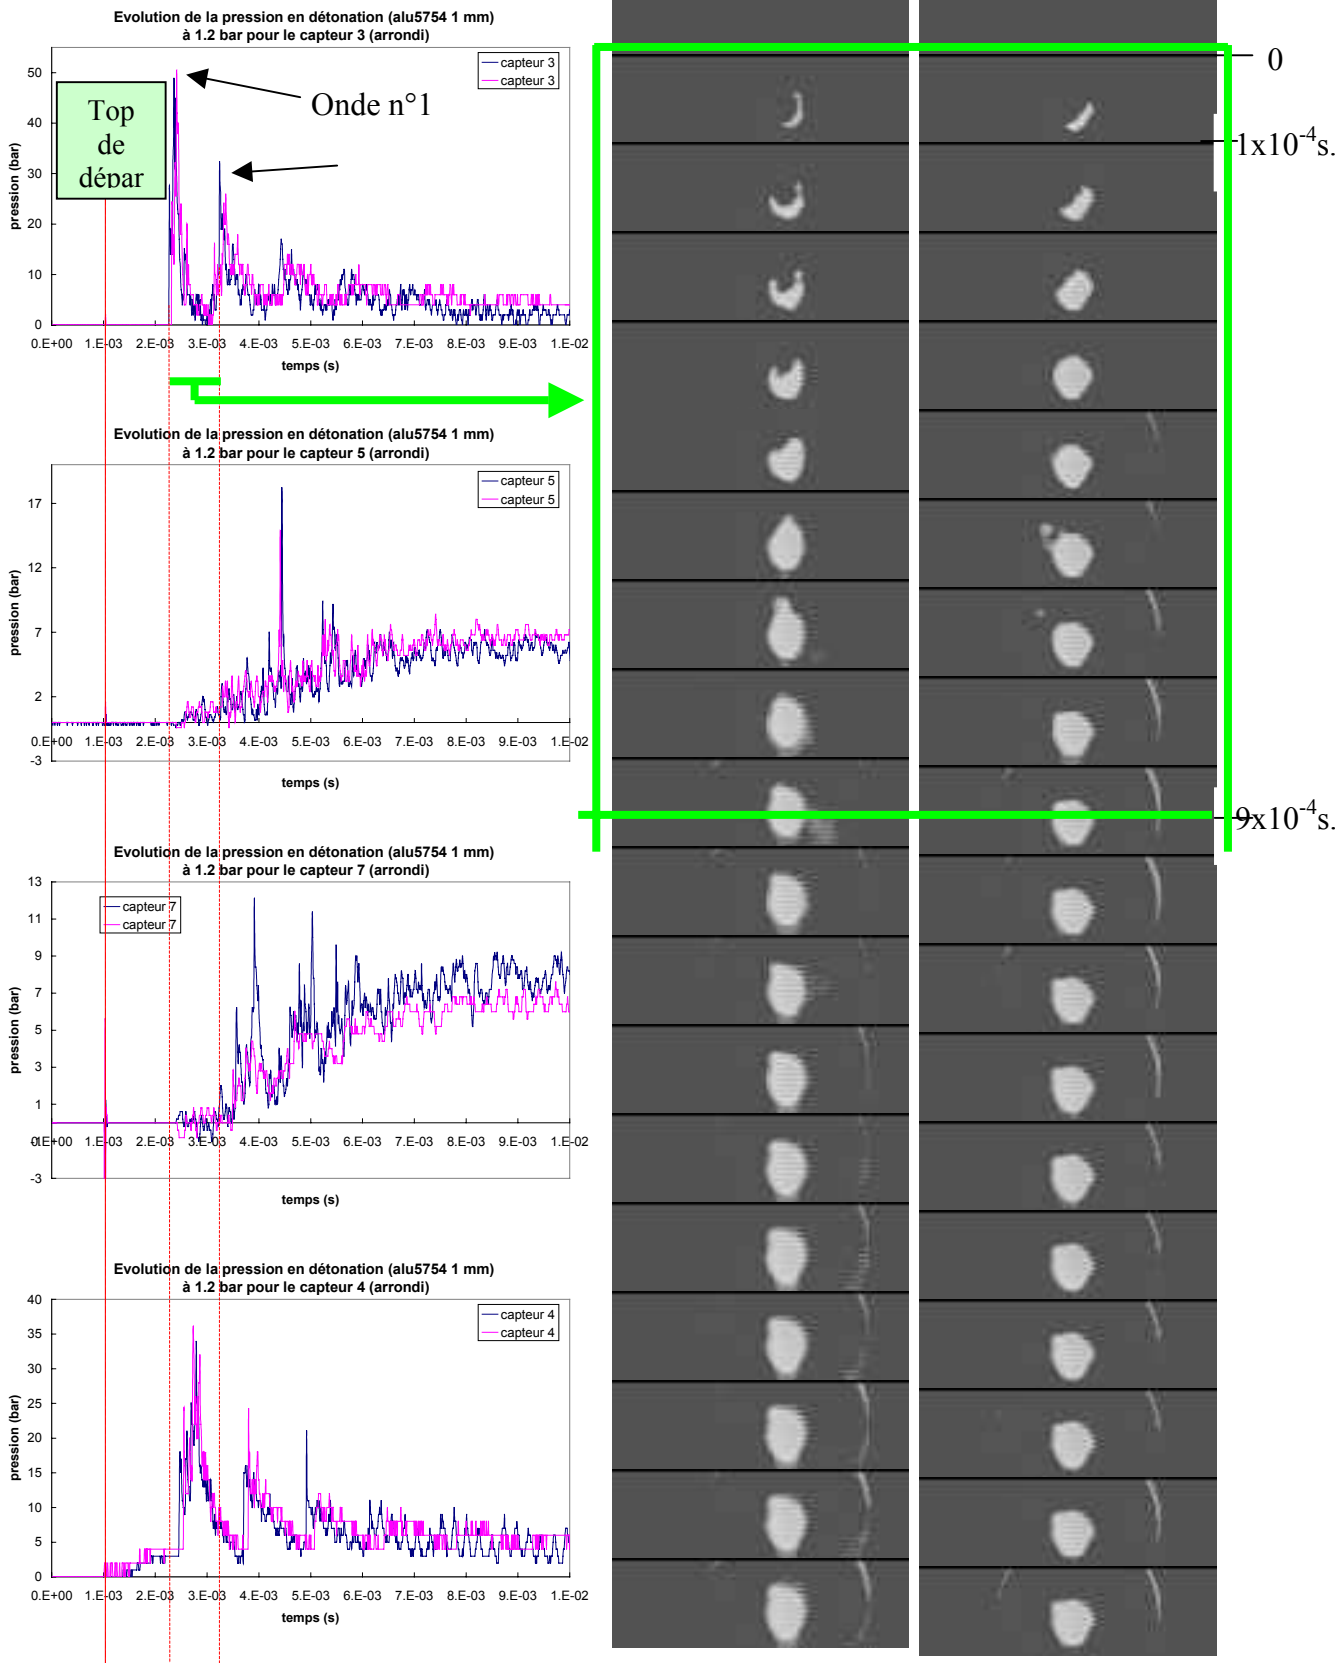 Evolution de la pression en détonation (alu5754 1 mm)
à 1.2 bar pour le capteur 3 (arrondi)
capteur 3
capteur 3
Top
de
dépar
Onde n°1
pression (bar)
50
40
30
20
10
0
0.E+00 1.E-03 2.E-03 3.E-03 4.E-03 5.E-03 6.E-03 7.E-03 8.E-03 9.E-03 1.E-02
temps (s)
Evolution de la pression en détonation (alu5754 1 mm)
à 1.2 bar pour le capteur 5 (arrondi)
capteur 5
capteur 5
pression (bar)
17
12
7
2
-3
0.E+00 1.E-03 2.E-03 3.E-03 4.E-03 5.E-03 6.E-03 7.E-03 8.E-03 9.E-03 1.E-02
temps (s)
Evolution de la pression en détonation (alu5754 1 mm)
à 1.2 bar pour le capteur 7 (arrondi)
capteur 7
capteur 7
pression (bar)
13
11
9
7
5
3
1
-1
-3
0.E+00 1.E-03 2.E-03 3.E-03 4.E-03 5.E-03 6.E-03 7.E-03 8.E-03 9.E-03 1.E-02
temps (s)
Evolution de la pression en détonation (alu5754 1 mm)
à 1.2 bar pour le capteur 4 (arrondi)
capteur 4
capteur 4
pression (bar)
40
35
30
25
20
15
10
5
0
0.E+00 1.E-03 2.E-03 3.E-03 4.E-03 5.E-03 6.E-03 7.E-03 8.E-03 9.E-03 1.E-02
temps (s)
0
1x10⁻⁴s.
9x10⁻⁴s.